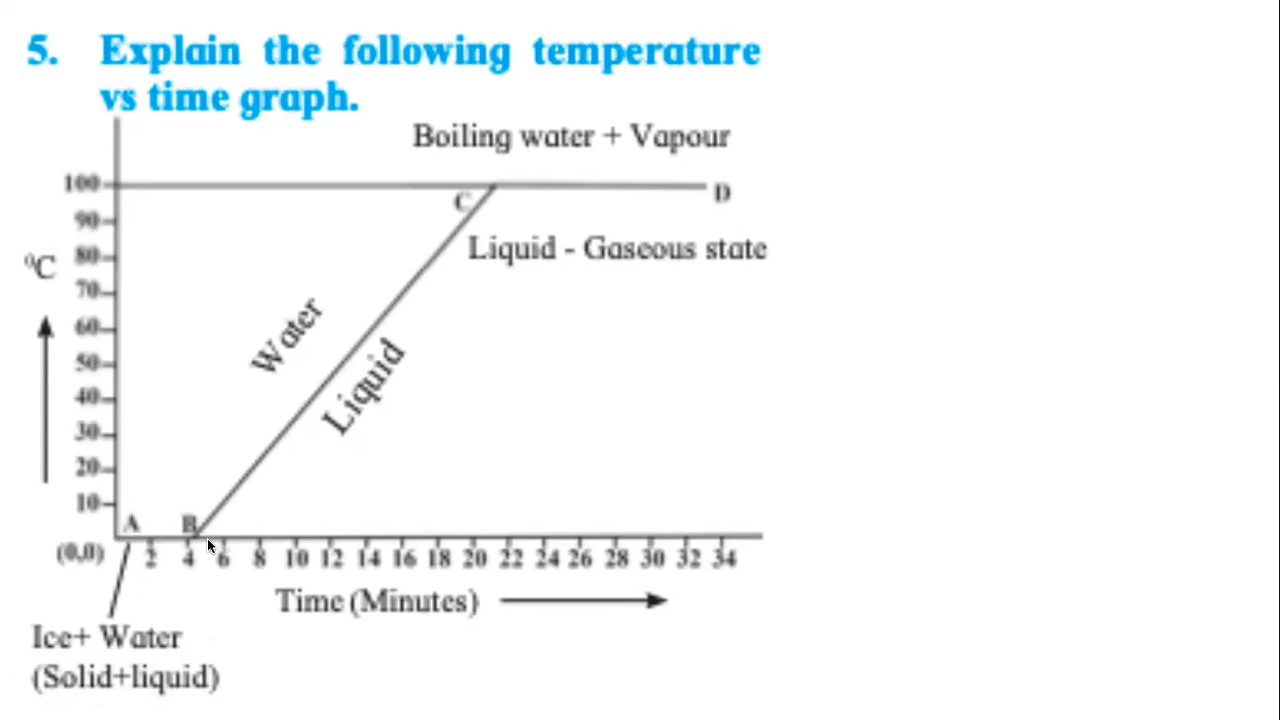 5. Explain the following temperature
vs time graph.
Boiling water + Vapour
100
C
D
90
Liquid - Gaseous state
⁰C
80
70
Water
60
Liquid
50
40
30
20
10
A
B
(0,0)
2 4 6 8 10 12 14 16 18 20 22 24 26 28 30 32 34
Time (Minutes)
Ice+ Water
(Solid+liquid)